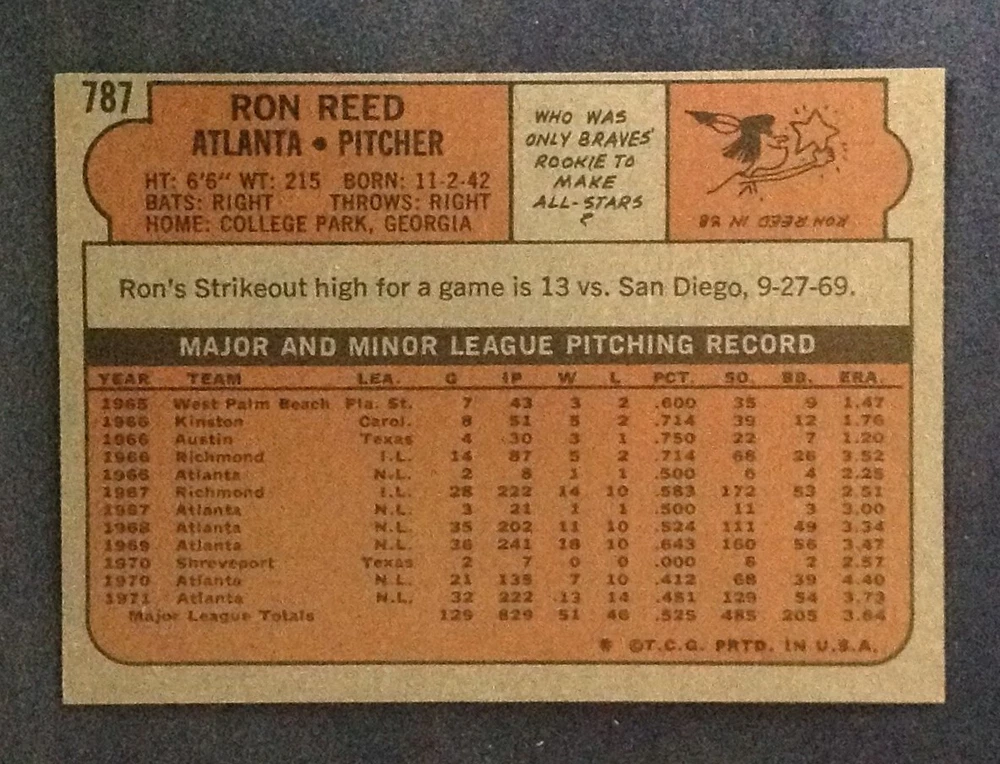 787
RON REED
ATLANTA • PITCHER
HT: 6'6" WT: 215 BORN: 11-2-42
BATS: RIGHT THROWS: RIGHT
HOME: COLLEGE PARK, GEORGIA
WHO WAS
ONLY BRAVES'
ROOKIE TO
MAKE
ALL-STARS
?
RON REED IN '68
Ron's Strikeout high for a game is 13 vs. San Diego, 9-27-69.
MAJOR AND MINOR LEAGUE PITCHING RECORD
YEAR TEAM LEA. G IP W L PCT. SO. BB. ERA.
1965 West Palm Beach Fla. St. 7 43 3 2 .600 35 9 1.47
1966 Kinston Carol. 8 51 5 2 .714 39 12 1.76
1966 Austin Texas 4 30 3 1 .750 22 7 1.20
1966 Richmond I.L. 14 87 5 2 .714 68 26 3.52
1966 Atlanta N.L. 2 8 1 1 .500 6 4 2.25
1967 Richmond I.L. 28 222 14 10 .583 172 53 2.51
1967 Atlanta N.L. 3 21 1 1 .500 11 3 3.00
1968 Atlanta N.L. 35 202 11 10 .524 111 49 3.34
1969 Atlanta N.L. 36 241 18 10 .643 160 56 3.47
1970 Shreveport Texas 2 7 0 0 .000 6 2 2.57
1970 Atlanta N.L. 21 135 7 10 .412 68 39 4.40
1971 Atlanta N.L. 32 222 13 14 .481 129 54 3.73
Major League Totals 129 829 51 46 .525 485 205 3.64
* ©T.C.G. PRTD. IN U.S.A.